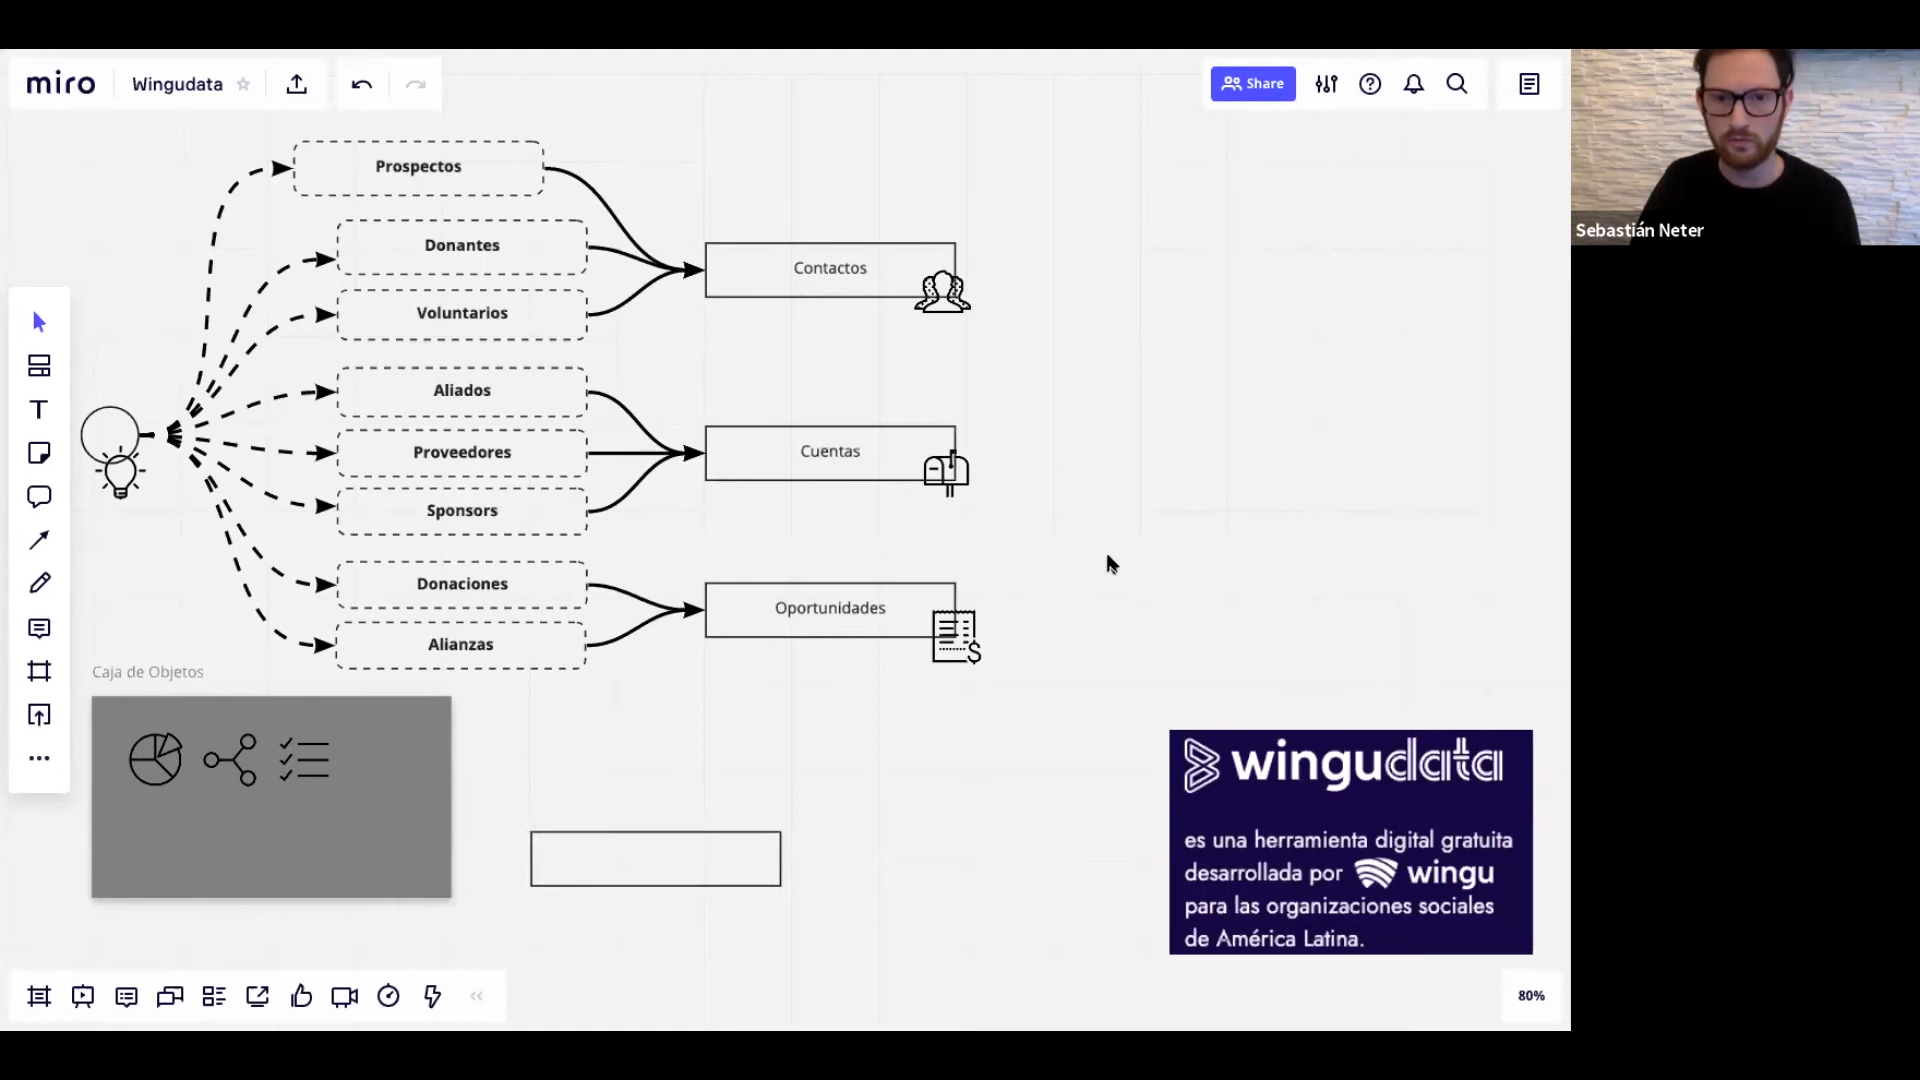 miro
Wingudata
Share
Sebastián Neter
Prospectos
Donantes
Voluntarios
Aliados
Proveedores
Sponsors
Donaciones
Alianzas
Contactos
Cuentas
Oportunidades
$
T
Caja de Objetos
wingudata
es una herramienta digital gratuita
desarrollada por wingu
para las organizaciones sociales
de América Latina.
80%